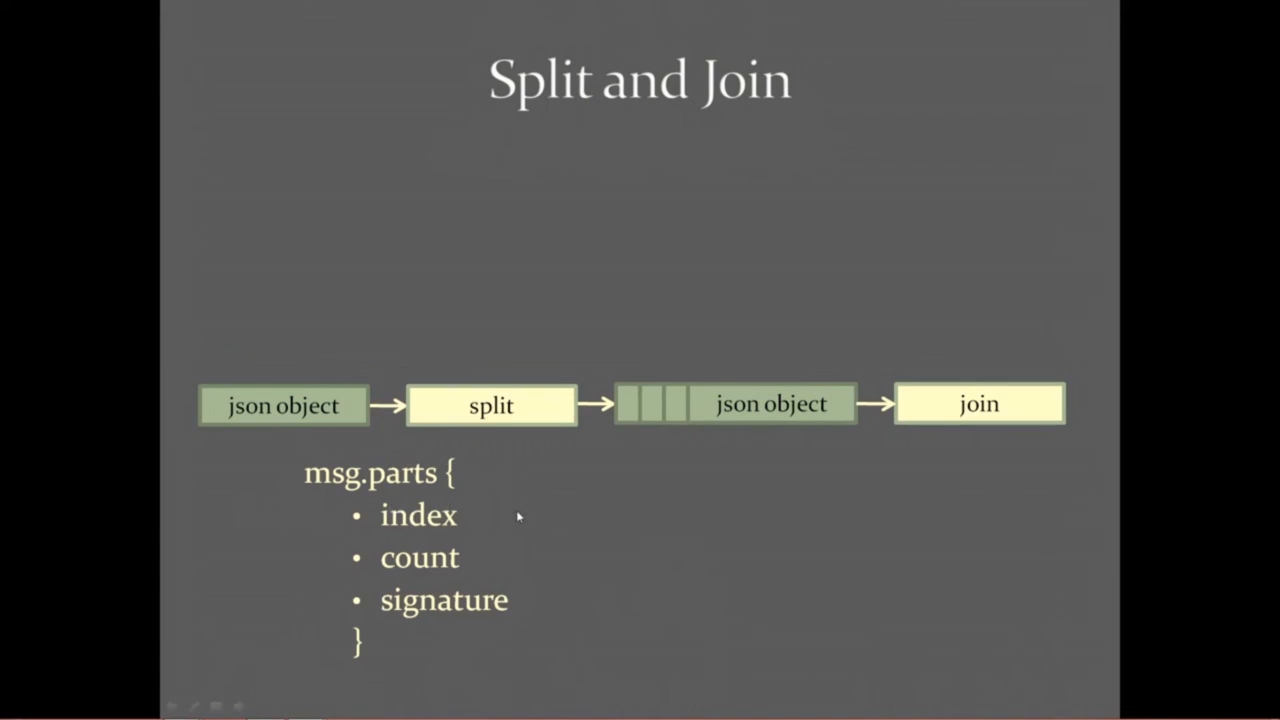 Split and Join
json object
split
json object
join
msg.parts {
• index
• count
• signature
}